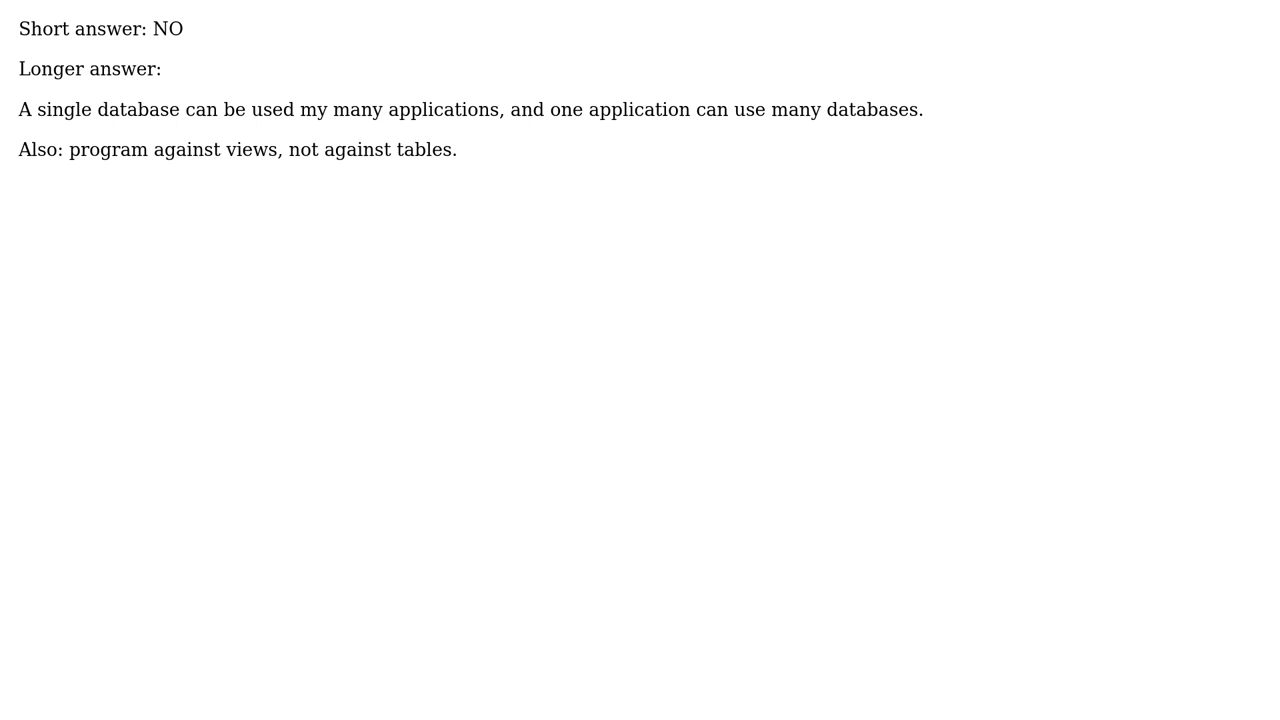 Short answer: NO
Longer answer:
A single database can be used my many applications, and one application can use many databases.
Also: program against views, not against tables.